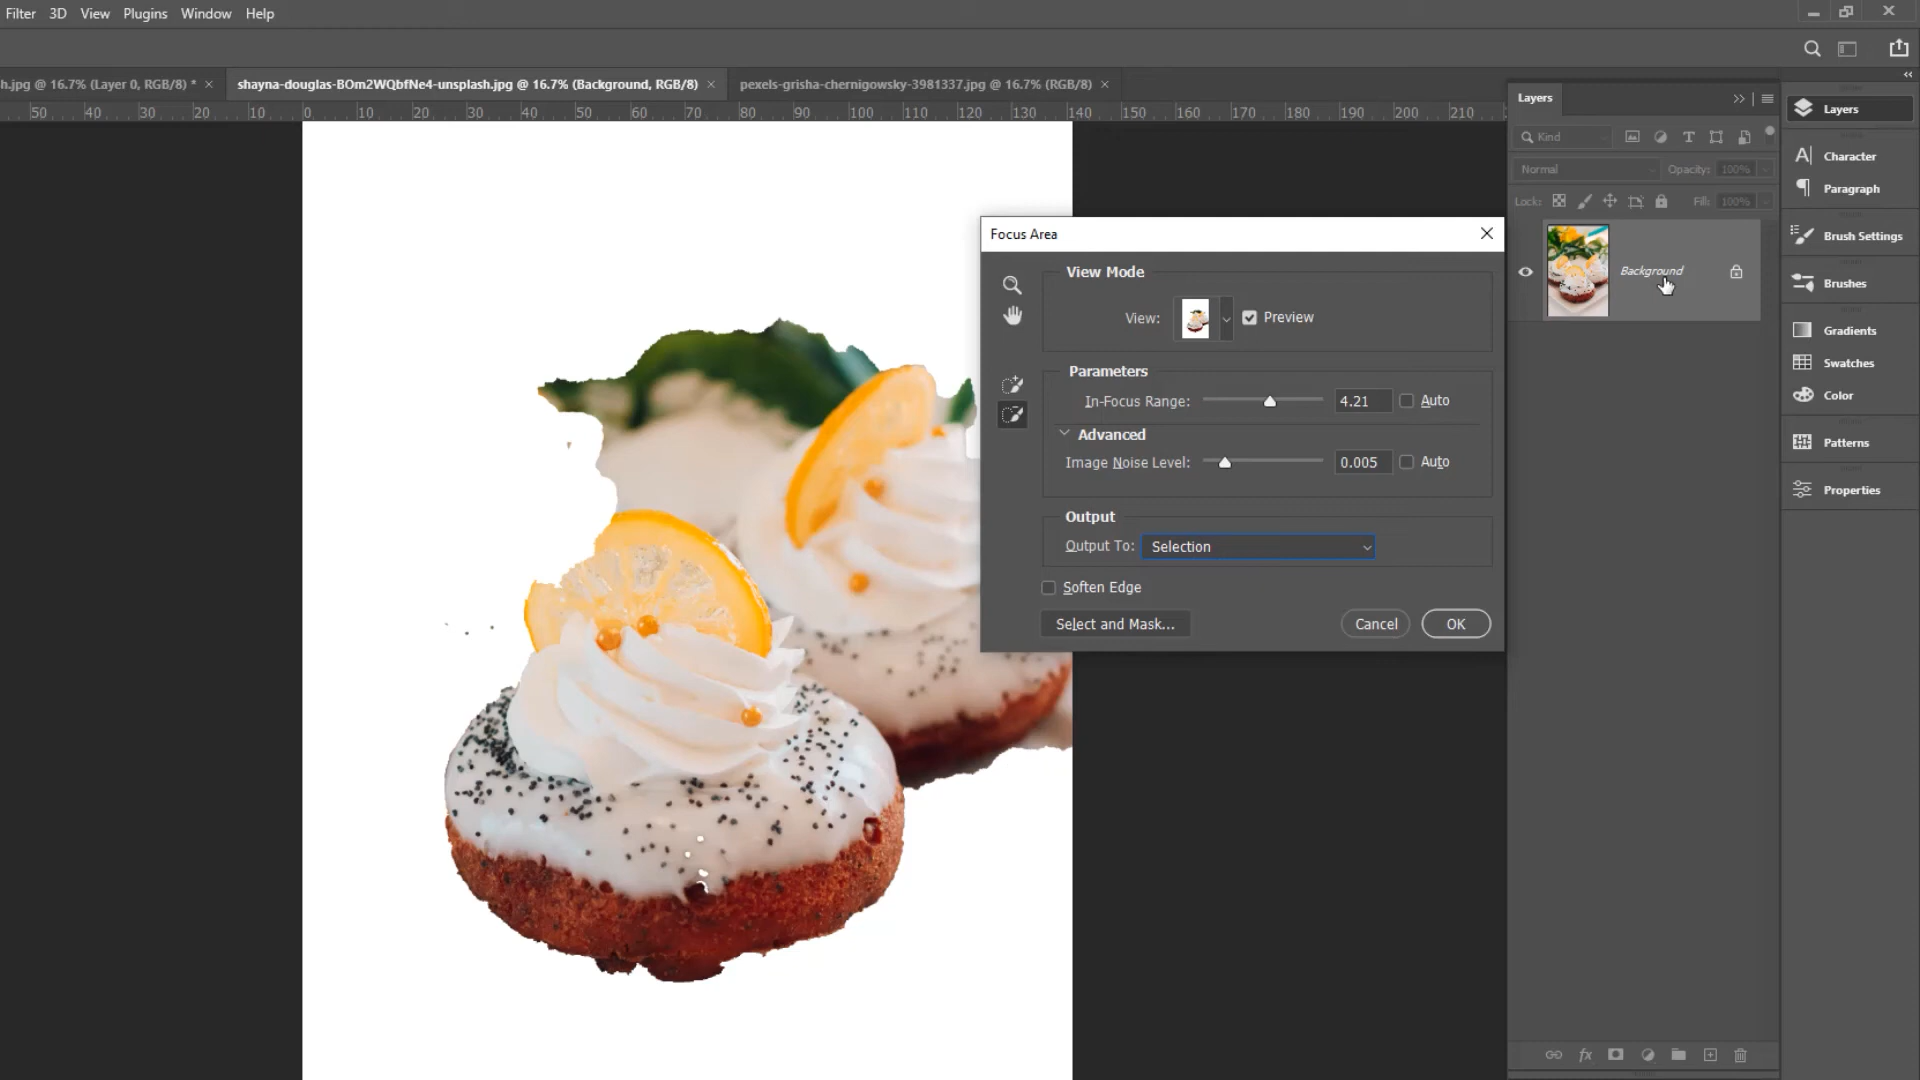 Filter 3D View Plugins Window Help
h.jpg @ 16.7% (Layer 0, RGB/8) * ×
shayna-douglas-BOm2WQbfNe4-unsplash.jpg @ 16.7% (Background, RGB/8) ×
pexels-grisha-chernigowsky-3981337.jpg @ 16.7% (RGB/8) ×
50 40 30 20 10 0 10 20 30 40 50 60 70 80 90 100 110 120 130 140 150 160 170 180 190 200 210
Layers
Kind
Normal Opacity: 100%
Lock: Fill: 100%
Background
fx
Layers
Character
Paragraph
Brush Settings
Brushes
Gradients
Swatches
Color
Patterns
Properties
Focus Area
View Mode
View: Preview
Parameters
In-Focus Range: 4.21 Auto
Advanced
Image Noise Level: 0.005 Auto
Output
Output To: Selection
Soften Edge
Select and Mask... Cancel OK